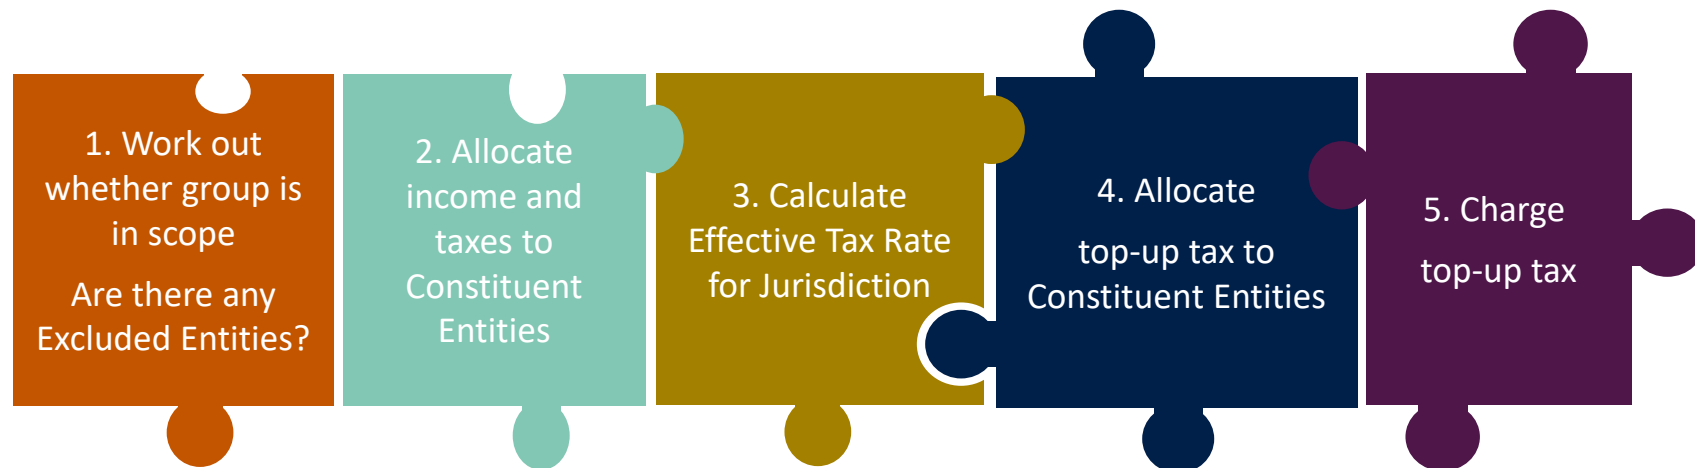 1. Work out
whether group is
in scope
Are there any
Excluded Entities?
2. Allocate
income and
taxes to
Constituent
Entities
3. Calculate
Effective Tax Rate
for Jurisdiction
4. Allocate
top-up tax to
Constituent Entities
5. Charge
top-up tax